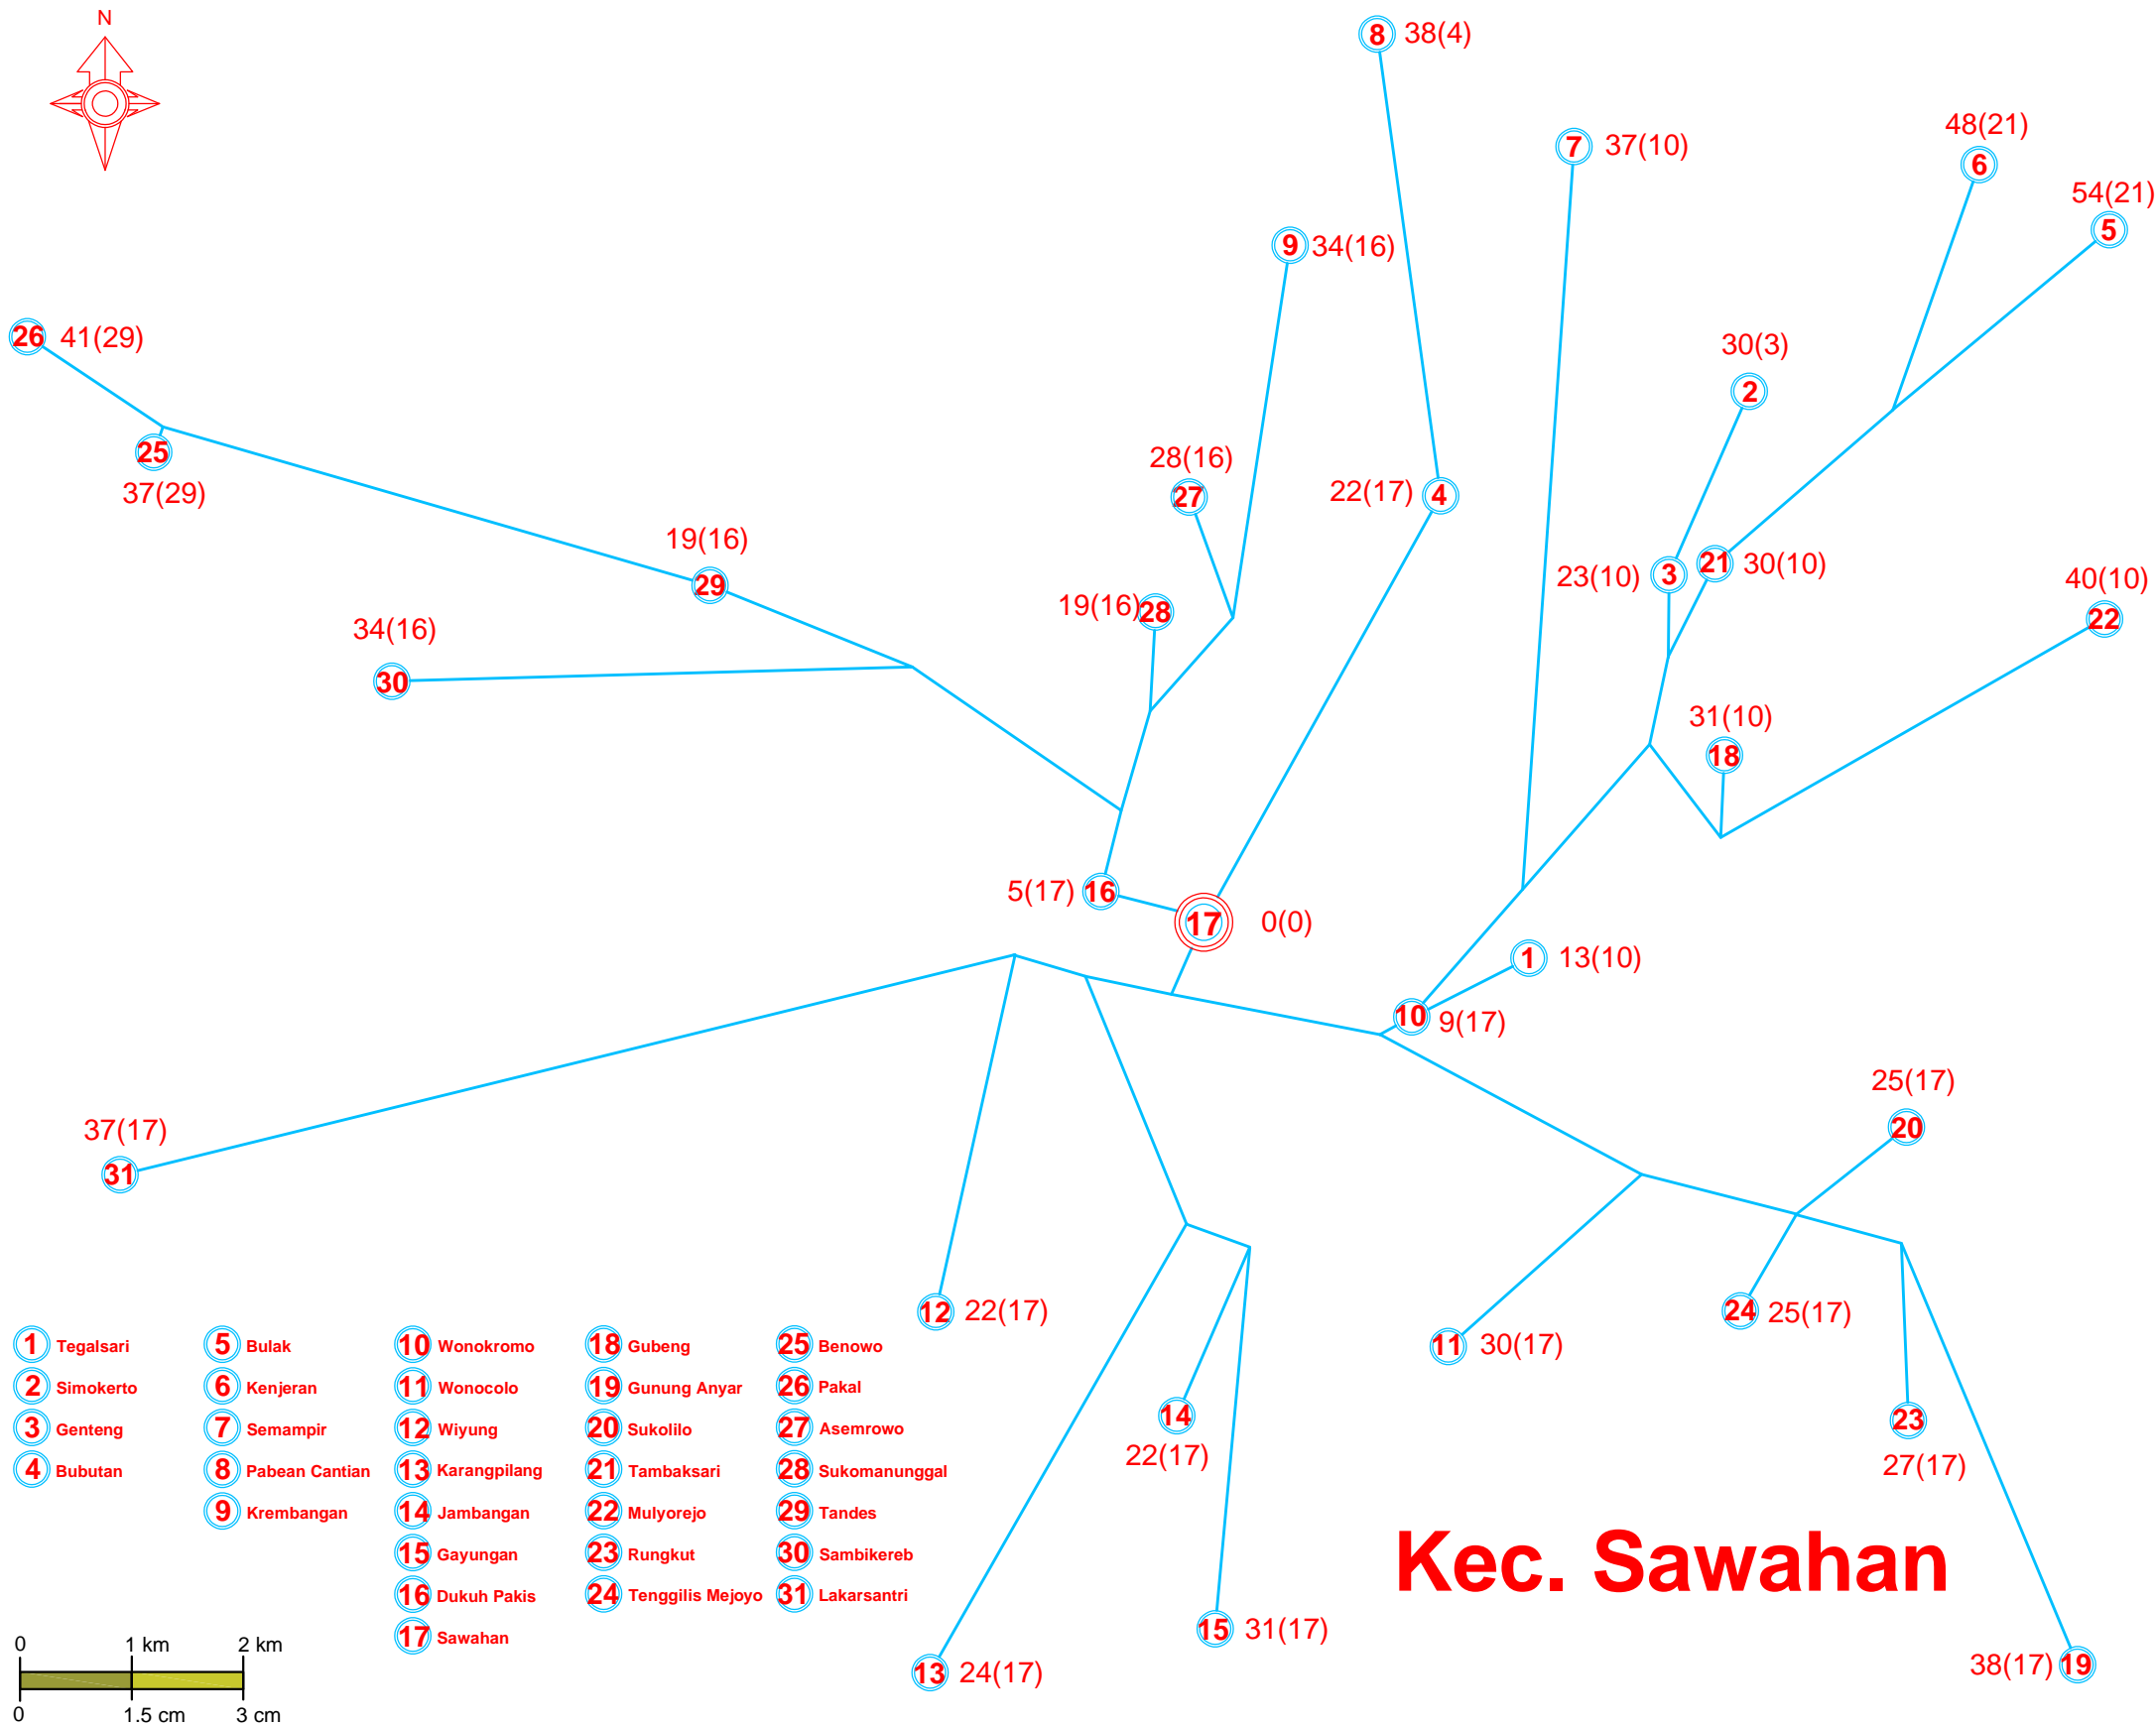 N
8 38(4)
7 37(10)
48(21)
6
54(21)
5
9 34(16)
26 41(29)
30(3)
2
25
37(29)
28(16)
27
22(17) 4
19(16)
29
23(10) 3
21 30(10)
40(10)
22
19(16) 28
34(16)
30
31(10)
18
5(17) 16
17 0(0)
1 13(10)
10 9(17)
25(17)
20
37(17)
31
12 22(17)
24 25(17)
11 30(17)
14
22(17)
23
27(17)
15 31(17)
13 24(17)
38(17) 19
1 Tegalsari
2 Simokerto
3 Genteng
4 Bubutan
5 Bulak
6 Kenjeran
7 Semampir
8 Pabean Cantian
9 Krembangan
10 Wonokromo
11 Wonocolo
12 Wiyung
13 Karangpilang
14 Jambangan
15 Gayungan
16 Dukuh Pakis
17 Sawahan
18 Gubeng
19 Gunung Anyar
20 Sukolilo
21 Tambaksari
22 Mulyorejo
23 Rungkut
24 Tenggilis Mejoyo
25 Benowo
26 Pakal
27 Asemrowo
28 Sukomanunggal
29 Tandes
30 Sambikereb
31 Lakarsantri
Kec. Sawahan
0 1 km 2 km
0 1.5 cm 3 cm